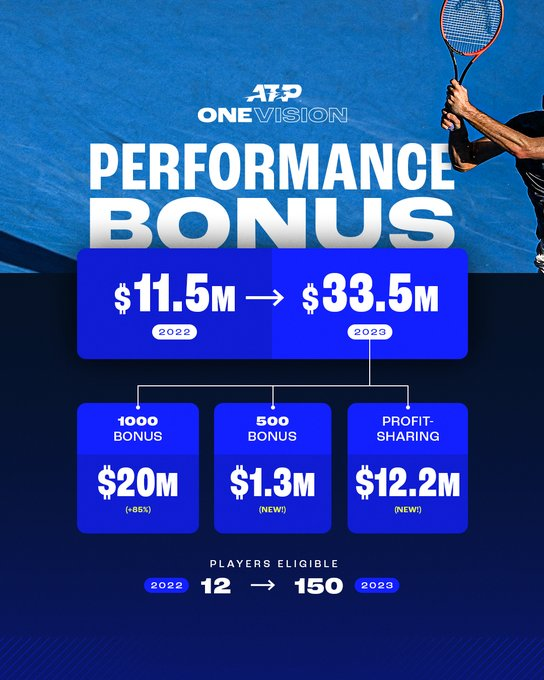 ATP
ONEVISION
PERFORMANCE
BONUS
$11.5M → $33.5M
2022 2023
1000 BONUS
$20M
(+85%)
500 BONUS
$1.3M
(NEW!)
PROFIT-
SHARING
$12.2M
(NEW!)
PLAYERS ELIGIBLE
2022 12 → 150 2023